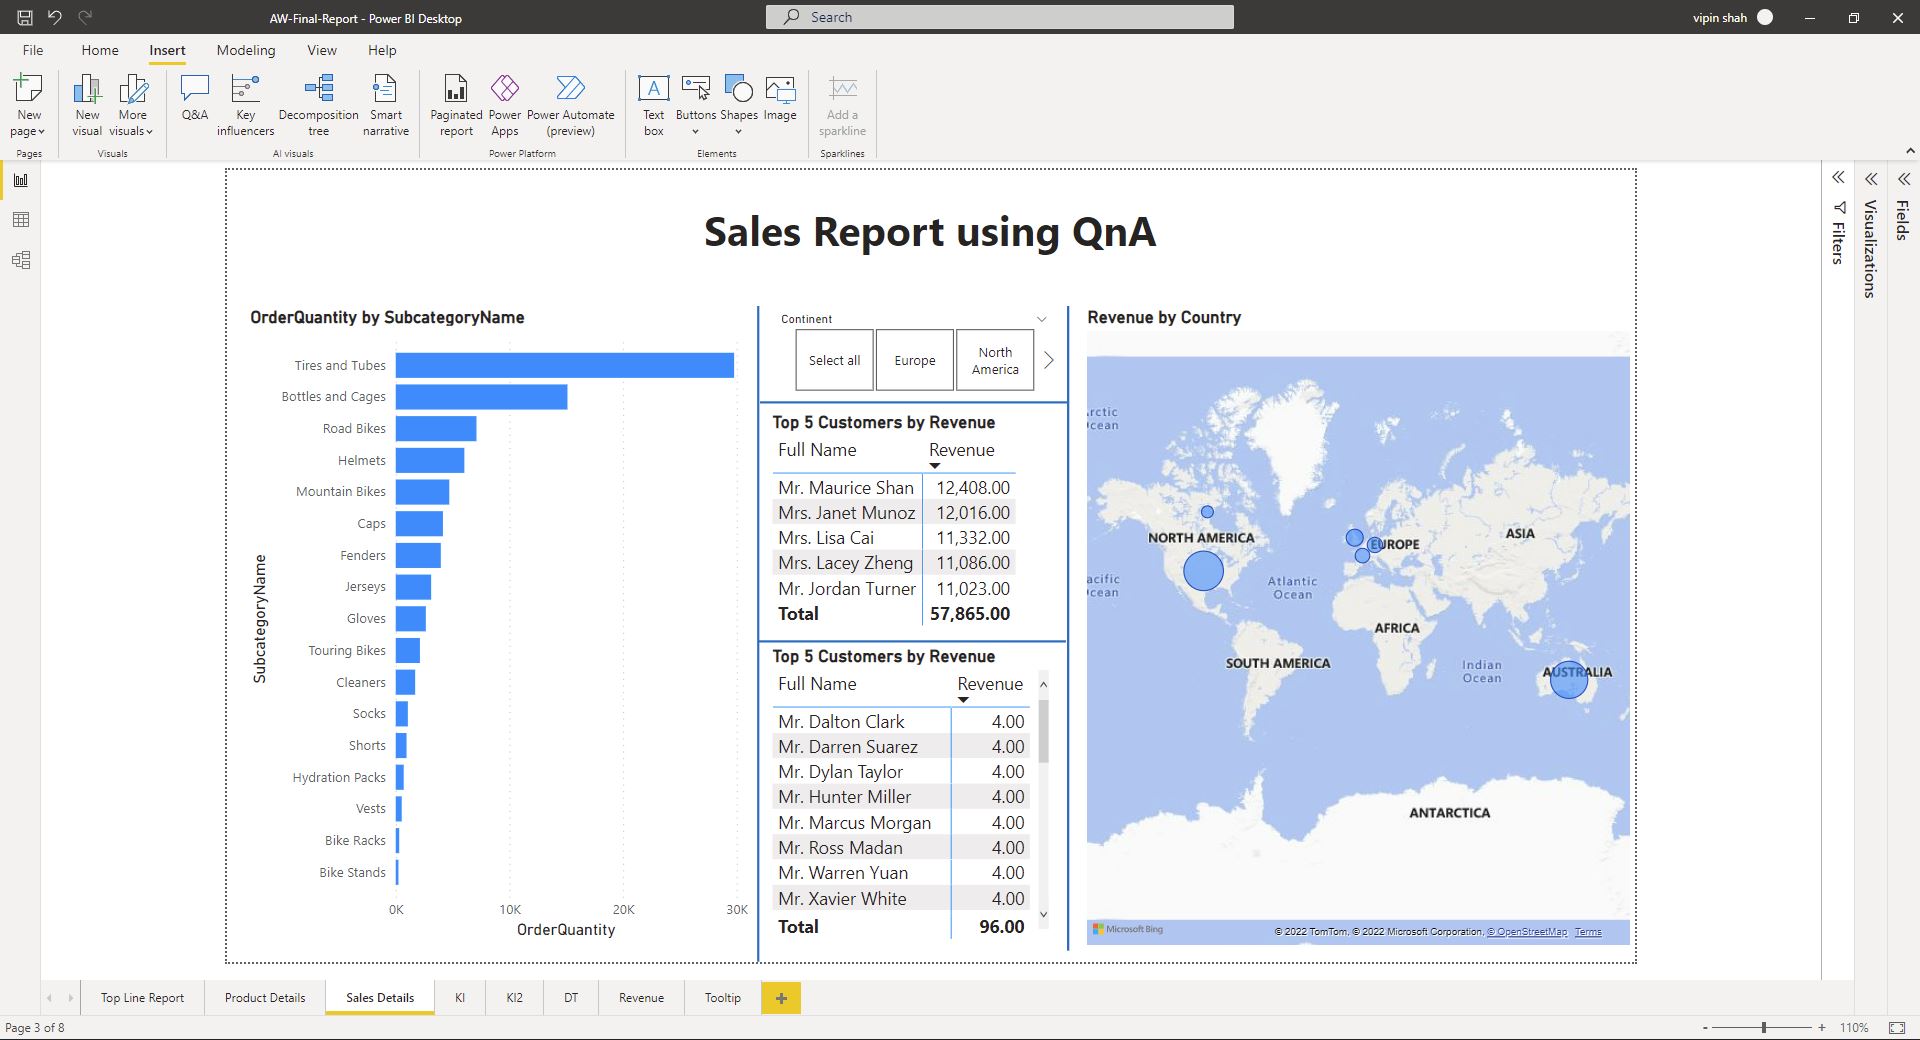 AW-Final-Report - Power BI Desktop
Search
vipin shah
File Home Insert Modeling View Help
New page
New visual
More visuals
Q&A
Key influencers
Decomposition tree
Smart narrative
Paginated report
Power Apps
Power Automate (preview)
Text box
Buttons
Shapes
Image
Add a sparkline
Pages Visuals AI visuals Power Platform Elements Sparklines
Sales Report using QnA
OrderQuantity by SubcategoryName
SubcategoryName
Tires and Tubes
Bottles and Cages
Road Bikes
Helmets
Mountain Bikes
Caps
Fenders
Jerseys
Gloves
Touring Bikes
Cleaners
Socks
Shorts
Hydration Packs
Vests
Bike Racks
Bike Stands
0K 10K 20K 30K
OrderQuantity
Continent
Select all
Europe
North America
Top 5 Customers by Revenue
Full Name Revenue
Mr. Maurice Shan 12,408.00
Mrs. Janet Munoz 12,016.00
Mrs. Lisa Cai 11,332.00
Mrs. Lacey Zheng 11,086.00
Mr. Jordan Turner 11,023.00
Total 57,865.00
Top 5 Customers by Revenue
Full Name Revenue
Mr. Dalton Clark 4.00
Mr. Darren Suarez 4.00
Mr. Dylan Taylor 4.00
Mr. Hunter Miller 4.00
Mr. Marcus Morgan 4.00
Mr. Ross Madan 4.00
Mr. Warren Yuan 4.00
Mr. Xavier White 4.00
Total 96.00
Revenue by Country
rctic
cean
NORTH AMERICA
EUROPE
ASIA
acific
cean
Atlantic
Ocean
AFRICA
SOUTH AMERICA
Indian
Ocean
AUSTRALIA
ANTARCTICA
Microsoft Bing
© 2022 TomTom, © 2022 Microsoft Corporation, © OpenStreetMap Terms
Filters
Visualizations
Fields
Top Line Report Product Details Sales Details KI KI2 DT Revenue Tooltip +
Page 3 of 8
- + 110%